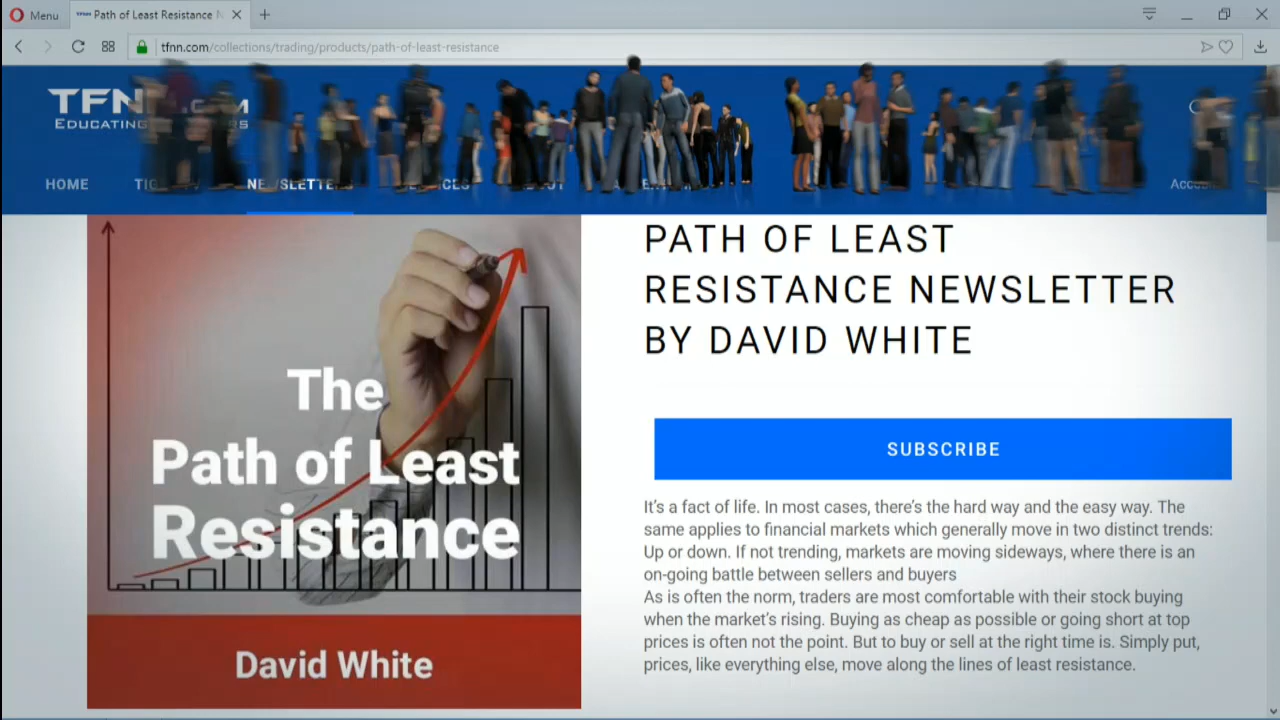 Menu
Path of Least Resistance
tfnn.com/collections/trading/products/path-of-least-resistance
TFN .COM
EDUCATING
HOME
NEWSLETTE
PATH OF LEAST
RESISTANCE NEWSLETTER
BY DAVID WHITE
The
Path of Least
Resistance
David White
SUBSCRIBE
It's a fact of life. In most cases, there's the hard way and the easy way. The
same applies to financial markets which generally move in two distinct trends:
Up or down. If not trending, markets are moving sideways, where there is an
on-going battle between sellers and buyers
As is often the norm, traders are most comfortable with their stock buying
when the market's rising. Buying as cheap as possible or going short at top
prices is often not the point. But to buy or sell at the right time is. Simply put,
prices, like everything else, move along the lines of least resistance.